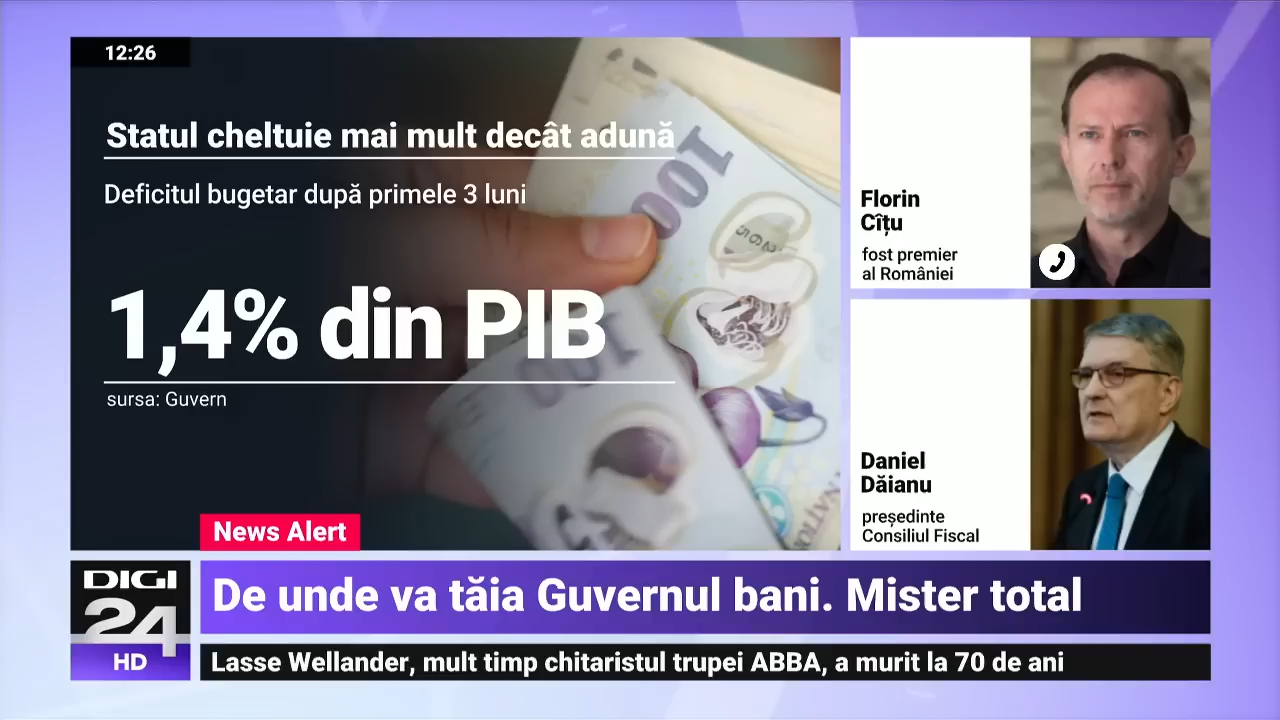 12:26
Statul cheltuie mai mult decât adună
Deficitul bugetar după primele 3 luni
1,4% din PIB
sursa: Guvern
100
100
Florin
Cîțu
fost premier
al României
Daniel
Dăianu
președinte
Consiliul Fiscal
News Alert
DIGI
24
HD
De unde va tăia Guvernul bani. Mister total
Lasse Wellander, mult timp chitaristul trupei ABBA, a murit la 70 de ani